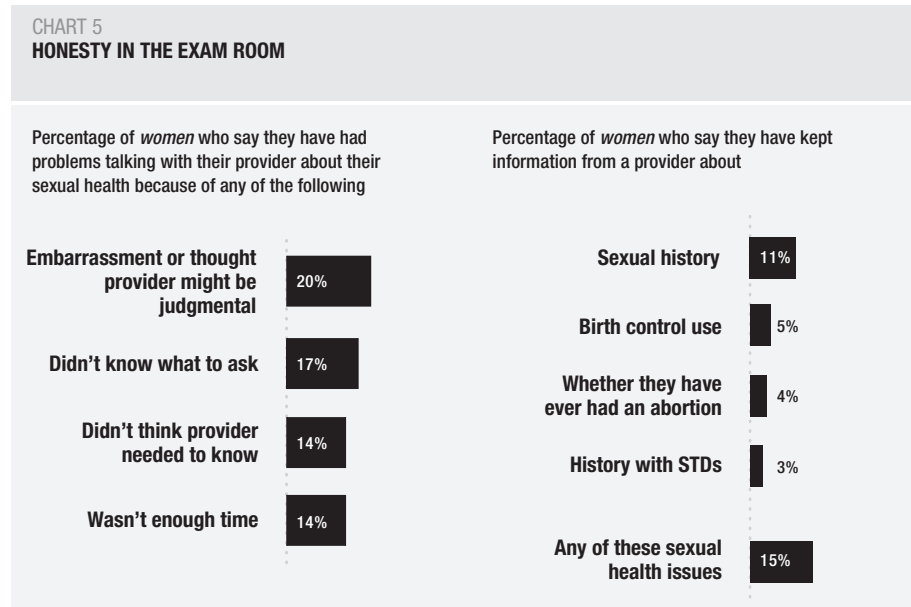 CHART 5
HONESTY IN THE EXAM ROOM
Percentage of women who say they have had
problems talking with their provider about their
sexual health because of any of the following
Embarrassment or thought
provider might be
judgmental
20%
Didn't know what to ask
17%
Didn't think provider
needed to know
14%
Wasn't enough time
14%
Percentage of women who say they have kept
information from a provider about
Sexual history
11%
Birth control use
5%
Whether they have
ever had an abortion
4%
History with STDs
3%
Any of these sexual
health issues
15%